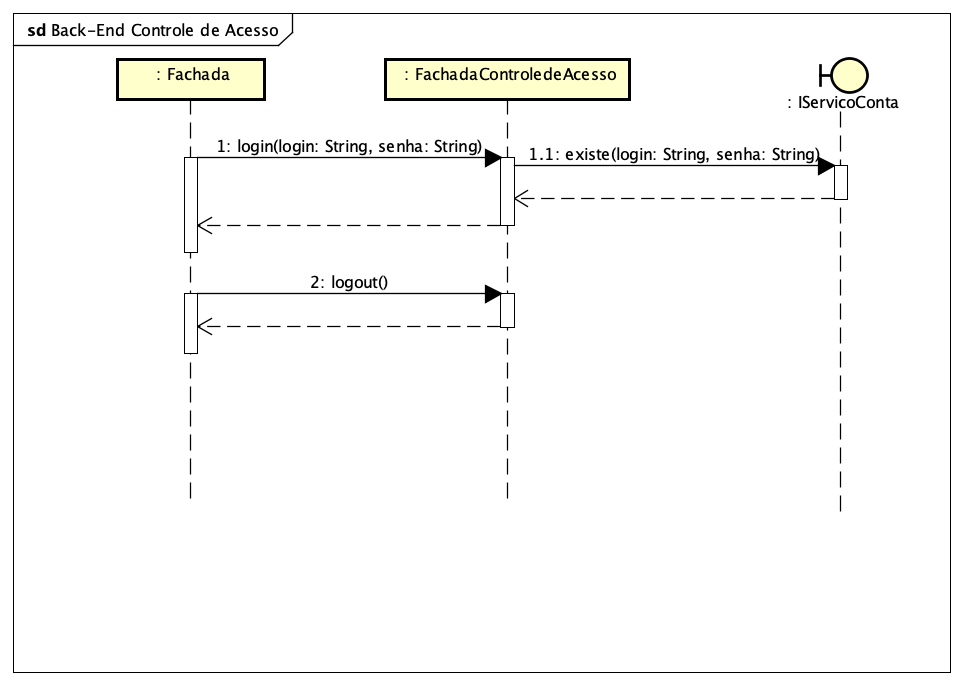 sd Back-End Controle de Acesso
: Fachada
: FachadaControledeAcesso
: IServicoConta
1: login(login: String, senha: String)
1.1: existe(login: String, senha: String)
2: logout()